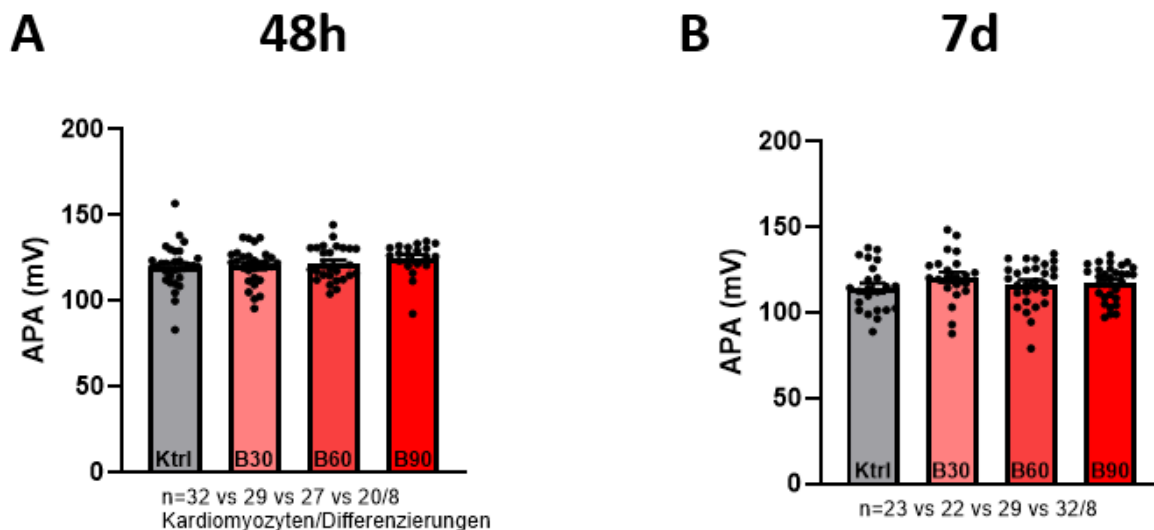 A 48h
APA (mV)
200
150
100
50
0
Ktrl B30 B60 B90
n=32 vs 29 vs 27 vs 20/8
Kardiomyozyten/Differenzierungen
B 7d
APA (mV)
200
150
100
50
0
Ktrl B30 B60 B90
n=23 vs 22 vs 29 vs 32/8